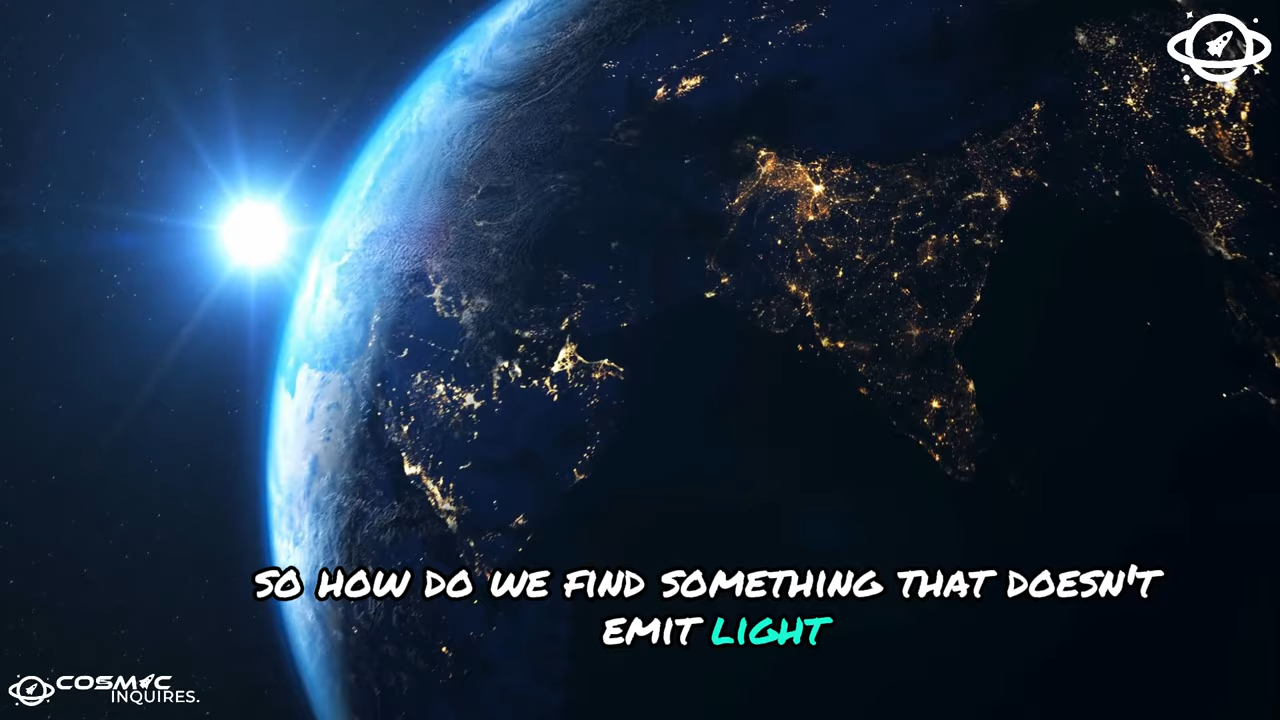 SO HOW DO WE FIND SOMETHING THAT DOESN'T
EMIT LIGHT
COSMIC
INQUIRES.